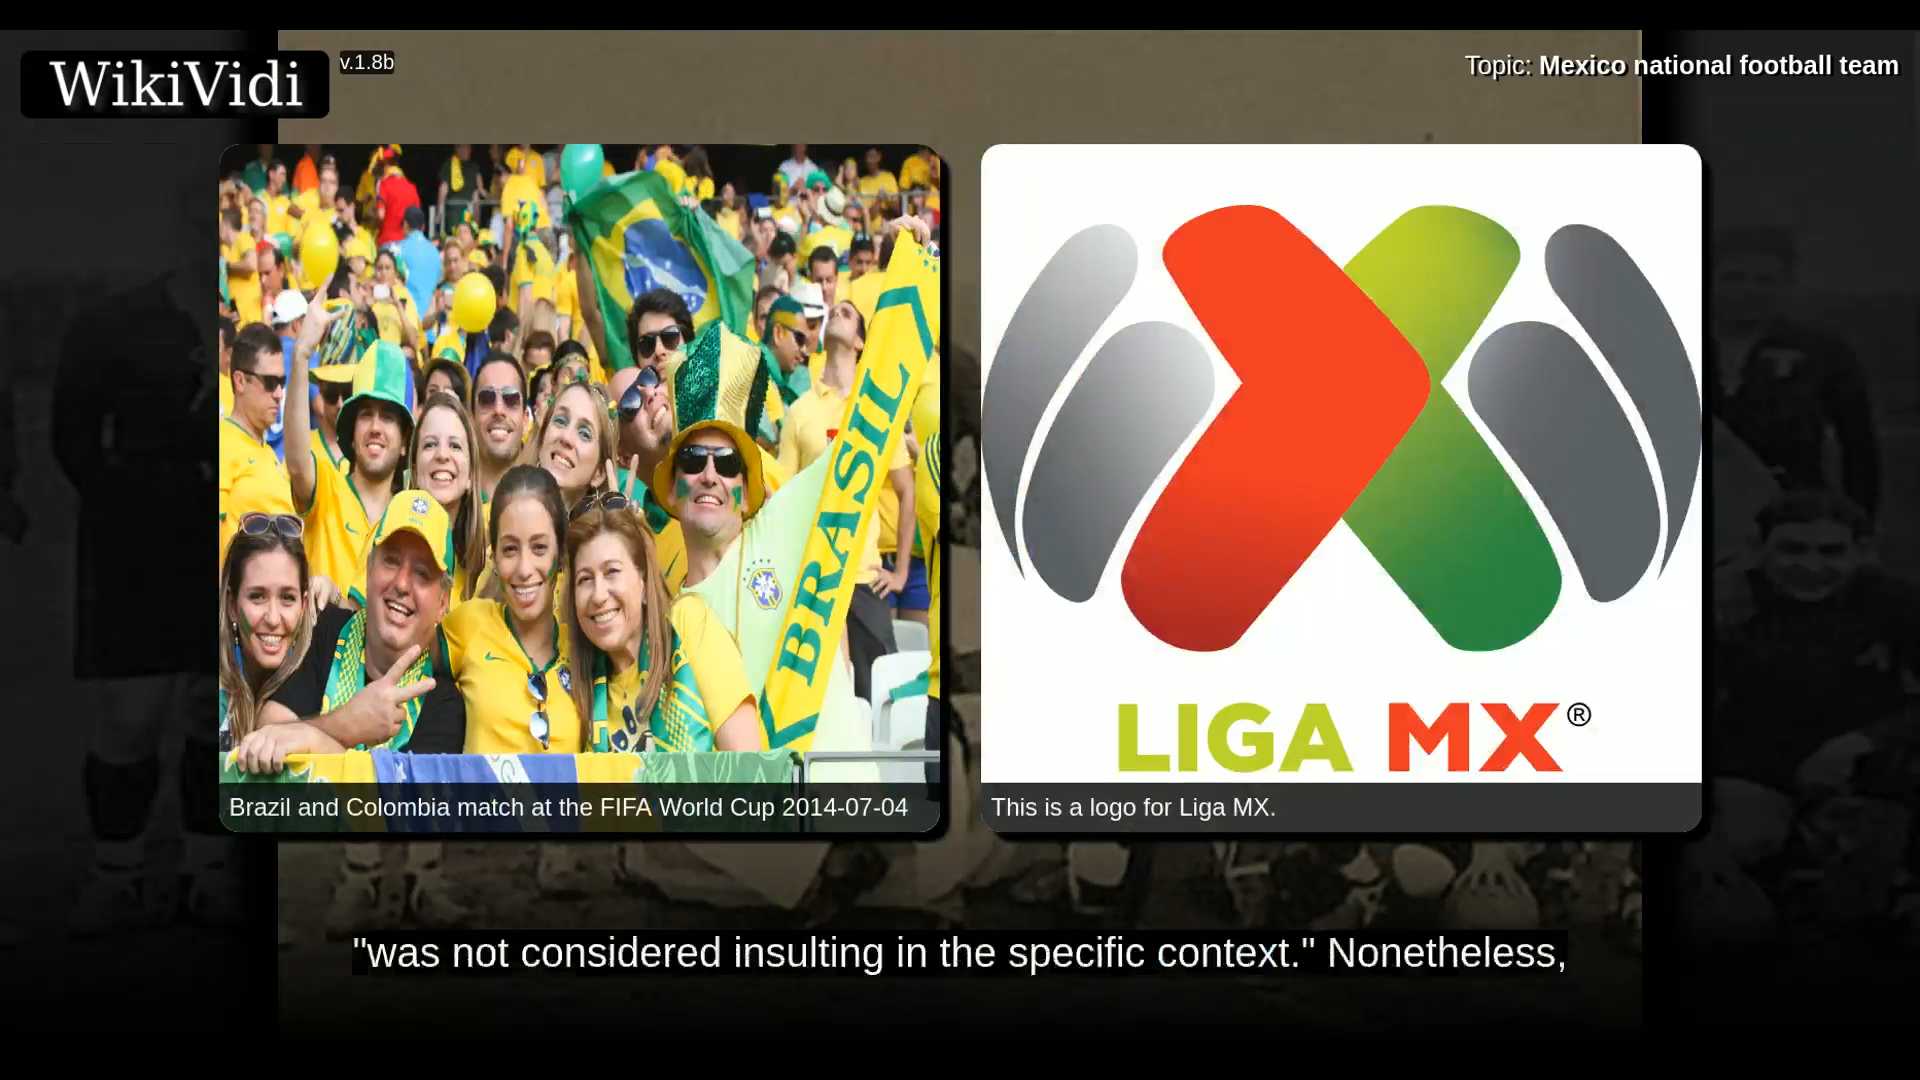 WikiVidi
v.1.8b
Topic: Mexico national football team
BRASIL
LIGA MX®
Brazil and Colombia match at the FIFA World Cup 2014-07-04
This is a logo for Liga MX.
"was not considered insulting in the specific context." Nonetheless,